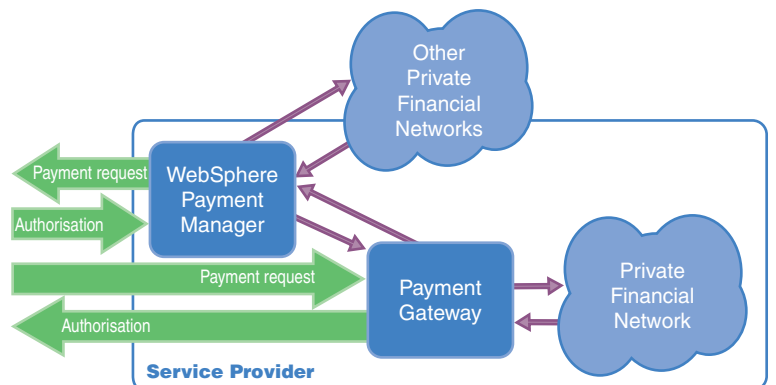 Other
Private
Financial
Networks
Payment request
WebSphere
Payment
Manager
Authorisation
Payment request
Payment
Gateway
Private
Financial
Network
Authorisation
Service Provider